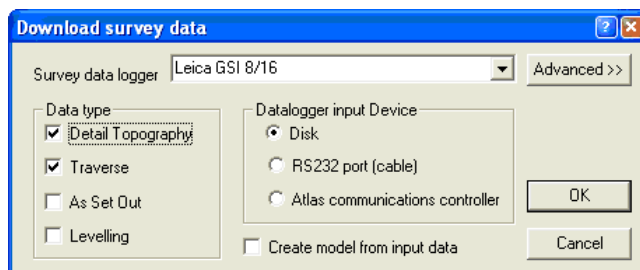 Download survey data
Survey data logger Leica GSI 8/16 Advanced >>
Data type
Detail Topography
Traverse
As Set Out
Levelling
Datalogger input Device
Disk
RS232 port (cable)
Atlas communications controller
Create model from input data
OK
Cancel